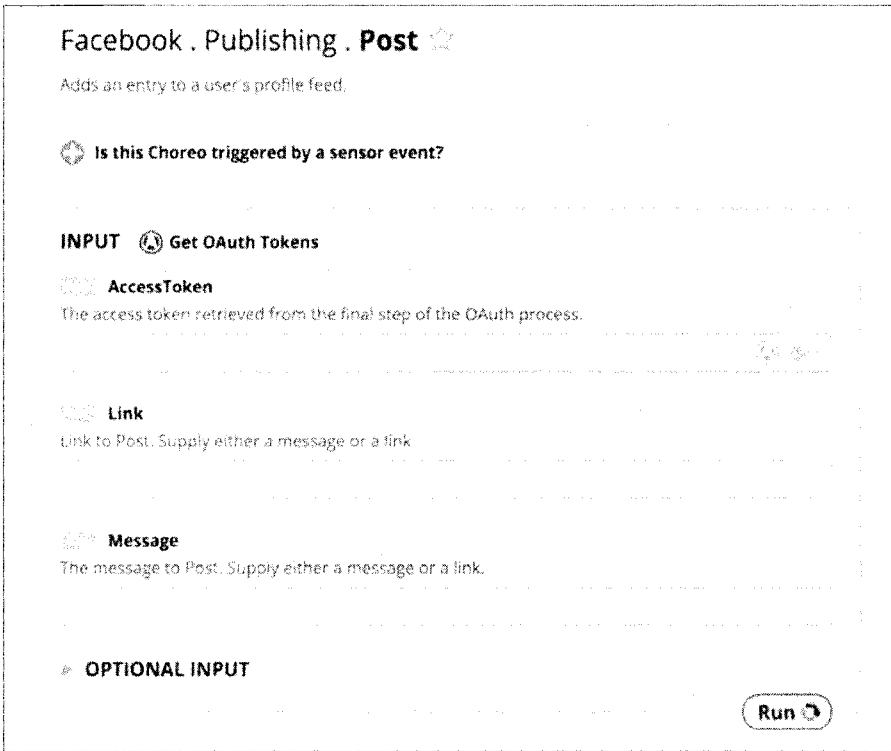 Facebook . Publishing . Post
Adds an entry to a user's profile feed.
Is this Choreo triggered by a sensor event?
INPUT Get OAuth Tokens
AccessToken
The access token retrieved from the final step of the OAuth process.
Link
Link to Post. Supply either a message or a link
Message
The message to Post. Supply either a message or a link.
OPTIONAL INPUT
Run